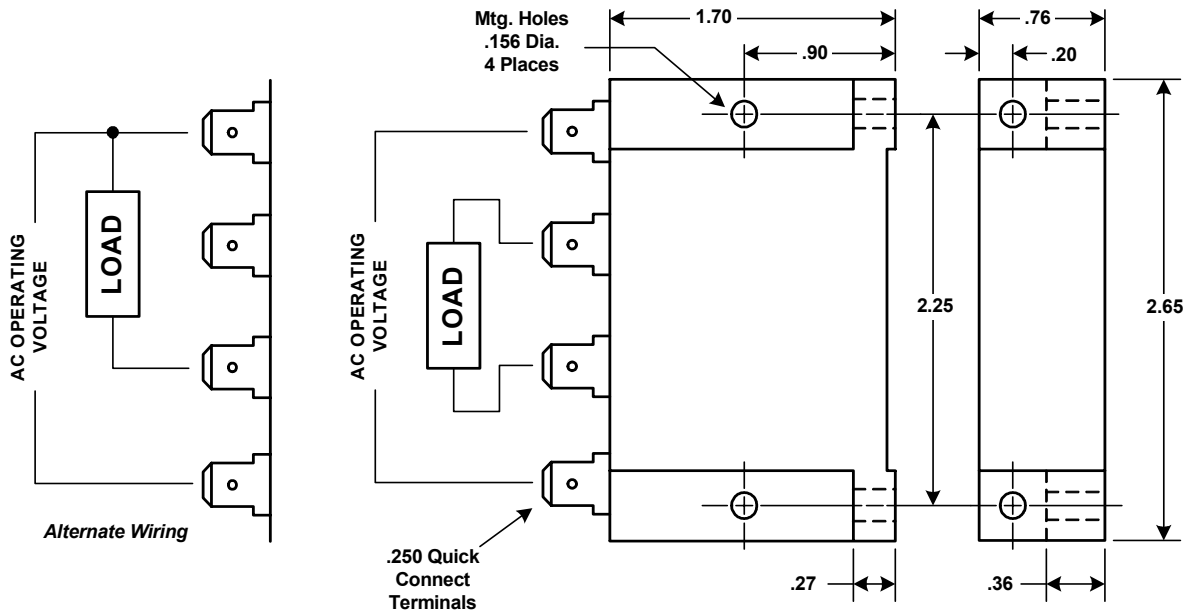 Mtg. Holes
.156 Dia.
4 Places
1.70
.90
.76
.20
AC OPERATING
VOLTAGE
LOAD
AC OPERATING
VOLTAGE
LOAD
2.25
2.65
Alternate Wiring
.250 Quick
Connect
Terminals
.27
.36